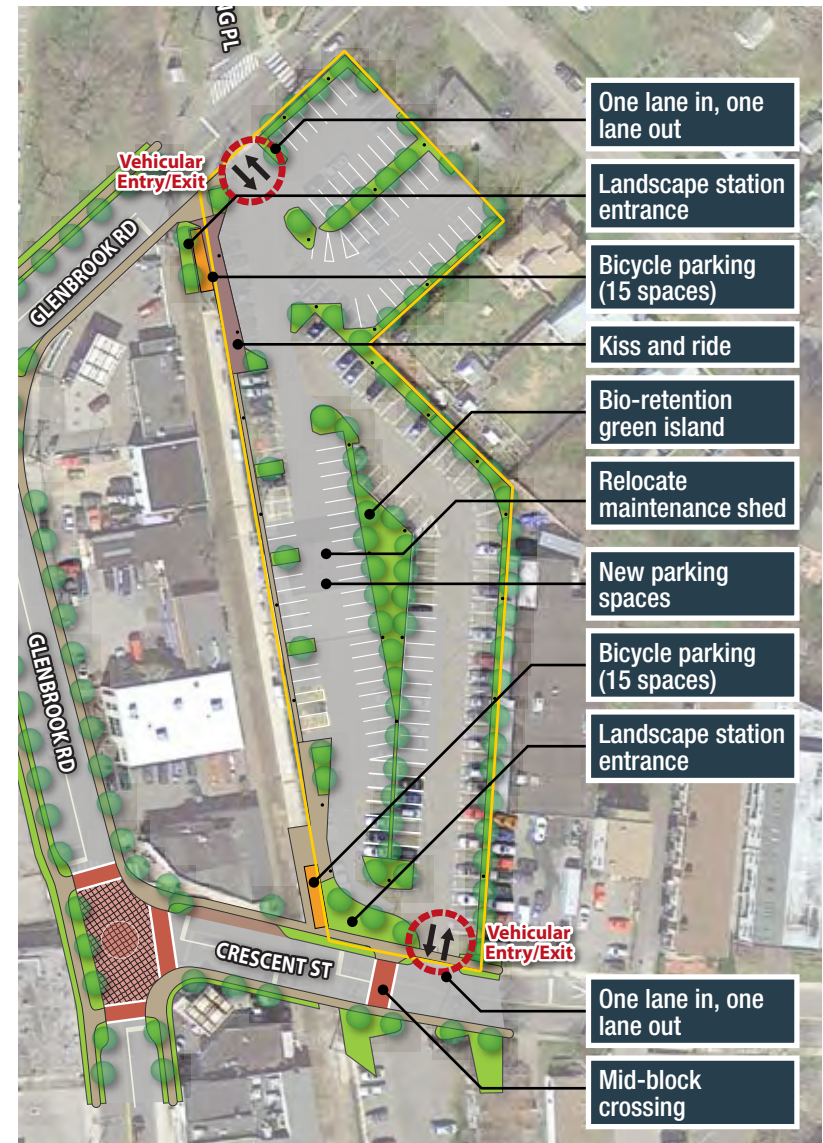 NG PL
One lane in, one
lane out
Vehicular
Entry/Exit
Landscape station
entrance
GLENBROOK RD
Bicycle parking
(15 spaces)
Kiss and ride
Bio-retention
green island
Relocate
maintenance shed
New parking
spaces
GLENBROOK RD
Bicycle parking
(15 spaces)
Landscape station
entrance
Vehicular
Entry/Exit
CRESCENT ST
One lane in, one
lane out
Mid-block
crossing